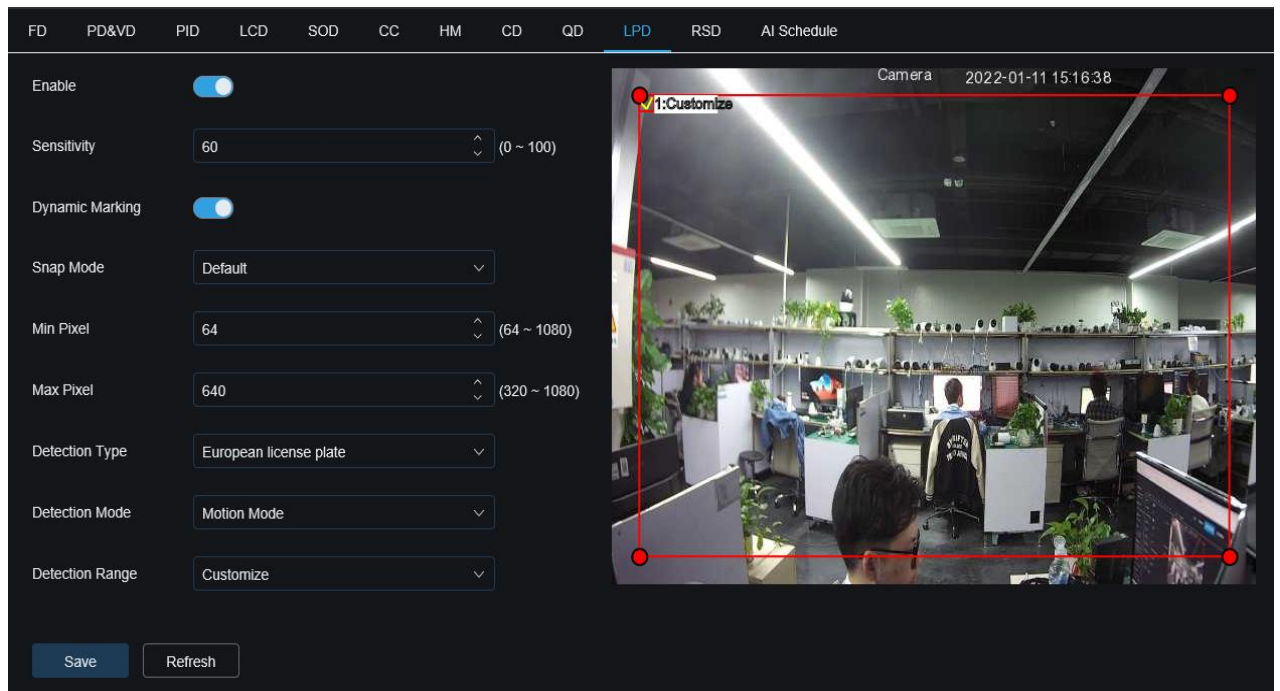 FD PD&VD PID LCD SOD CC HM CD QD LPD RSD AI Schedule
Enable
Sensitivity 60 (0 ~ 100)
Dynamic Marking
Snap Mode Default
Min Pixel 64 (64 ~ 1080)
Max Pixel 640 (320 ~ 1080)
Detection Type European license plate
Detection Mode Motion Mode
Detection Range Customize
Save Refresh
Camera 2022-01-11 15:16:38
1:Customize